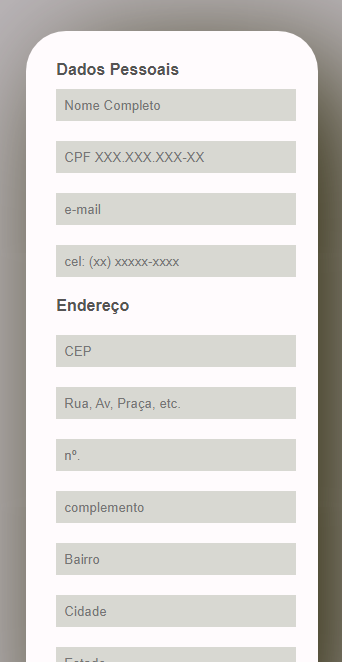 Dados Pessoais
Nome Completo
CPF XXX.XXX.XXX-XX
e-mail
cel: (xx) xxxxx-xxxx
Endereço
CEP
Rua, Av, Praça, etc.
nº.
complemento
Bairro
Cidade
Estado